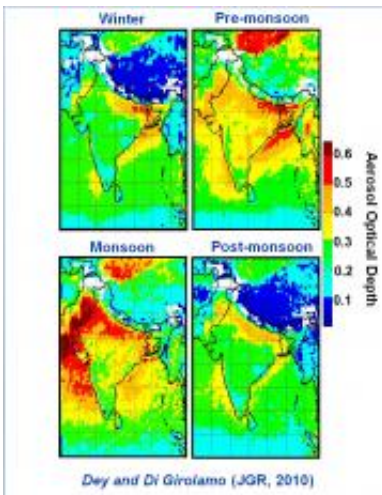 Winter
Pre-monsoon
0.6
0.5
0.4
0.3
0.2
0.1
Aerosol Optical Depth
Monsoon
Post-monsoon
Dey and Di Girolamo (JGR, 2010)